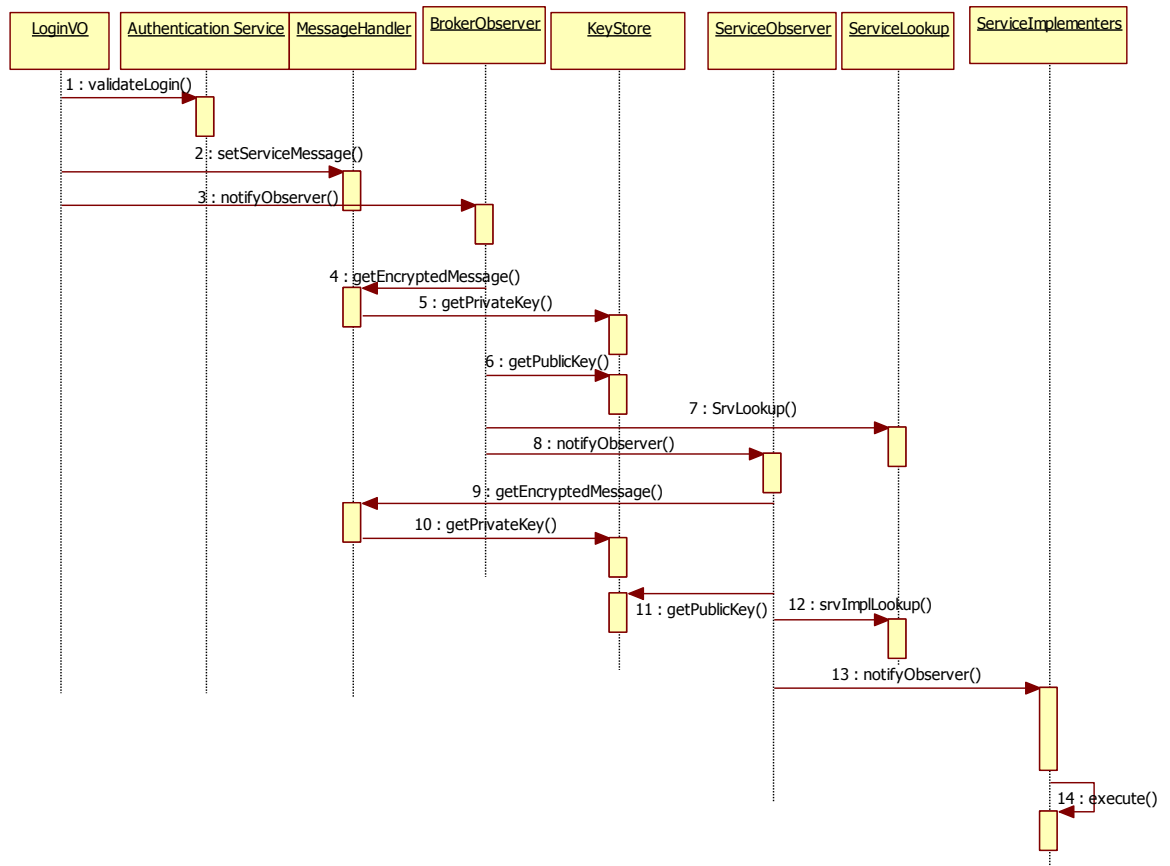 LoginVO
Authentication Service
MessageHandler
BrokerObserver
KeyStore
ServiceObserver
ServiceLookup
ServiceImplementers
1 : validateLogin()
2 : setServiceMessage()
3 : notifyObserver()
4 : getEncryptedMessage()
5 : getPrivateKey()
6 : getPublicKey()
7 : SrvLookup()
8 : notifyObserver()
9 : getEncryptedMessage()
10 : getPrivateKey()
11 : getPublicKey()
12 : srvImplLookup()
13 : notifyObserver()
14 : execute()